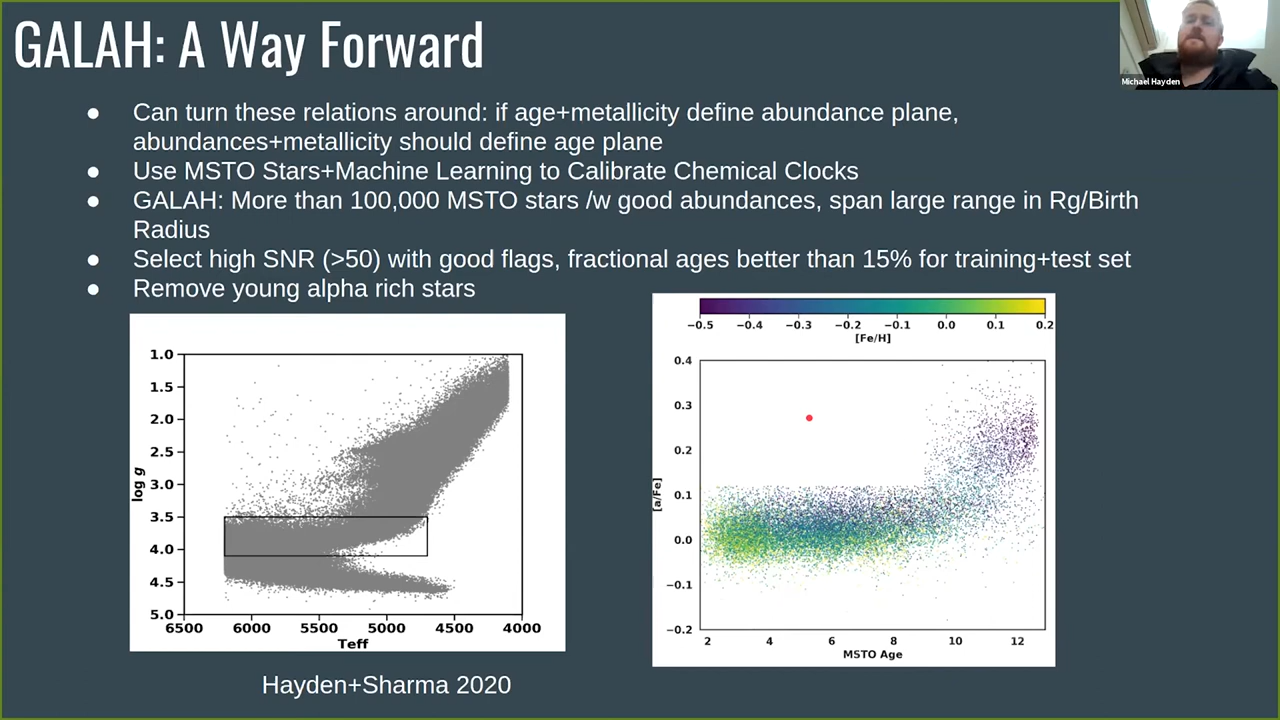 GALAH: A Way Forward
Michael Hayden
● Can turn these relations around: if age+metallicity define abundance plane,
abundances+metallicity should define age plane
● Use MSTO Stars+Machine Learning to Calibrate Chemical Clocks
● GALAH: More than 100,000 MSTO stars /w good abundances, span large range in Rg/Birth
Radius
● Select high SNR (>50) with good flags, fractional ages better than 15% for training+test set
● Remove young alpha rich stars
1.0
1.5
2.0
2.5
3.0
3.5
4.0
4.5
5.0
log g
6500 6000 5500 5000 4500 4000
Teff
−0.5 −0.4 −0.3 −0.2 −0.1 0.0 0.1 0.2
[Fe/H]
0.4
0.3
0.2
0.1
0.0
−0.1
−0.2
[a/Fe]
2 4 6 8 10 12
MSTO Age
Hayden+Sharma 2020